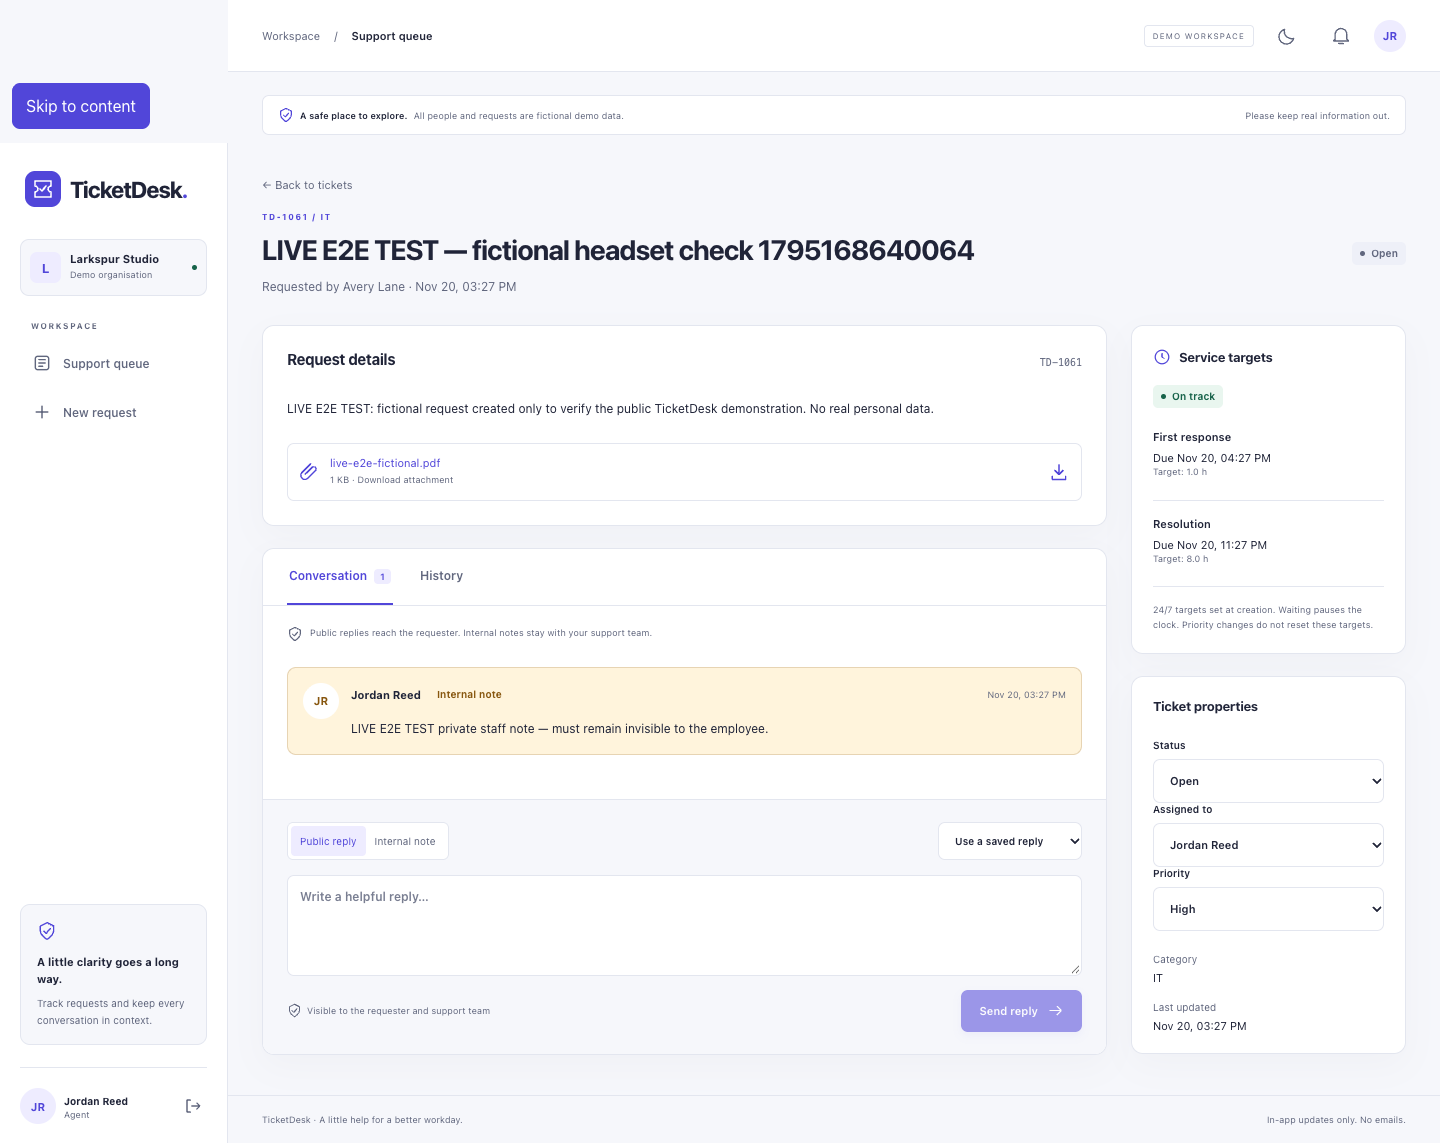 Skip to content
TicketDesk.
L
Larkspur Studio
Demo organisation
WORKSPACE
Support queue
New request
A little clarity goes a long
way.
Track requests and keep every
conversation in context.
JR
Jordan Reed
Agent
Workspace / Support queue
DEMO WORKSPACE
JR
A safe place to explore. All people and requests are fictional demo data.
Please keep real information out.
← Back to tickets
TD-1061 / IT
LIVE E2E TEST — fictional headset check 1795168640064
Open
Requested by Avery Lane · Nov 20, 03:27 PM
Request details
TD-1061
LIVE E2E TEST: fictional request created only to verify the public TicketDesk demonstration. No real personal data.
live-e2e-fictional.pdf
1 KB · Download attachment
Conversation 1
History
Public replies reach the requester. Internal notes stay with your support team.
JR
Jordan Reed
Internal note
Nov 20, 03:27 PM
LIVE E2E TEST private staff note — must remain invisible to the employee.
Public reply
Internal note
Use a saved reply
Write a helpful reply...
Visible to the requester and support team
Send reply
Service targets
On track
First response
Due Nov 20, 04:27 PM
Target: 1.0 h
Resolution
Due Nov 20, 11:27 PM
Target: 8.0 h
24/7 targets set at creation. Waiting pauses the
clock. Priority changes do not reset these targets.
Ticket properties
Status
Open
Assigned to
Jordan Reed
Priority
High
Category
IT
Last updated
Nov 20, 03:27 PM
TicketDesk · A little help for a better workday.
In-app updates only. No emails.